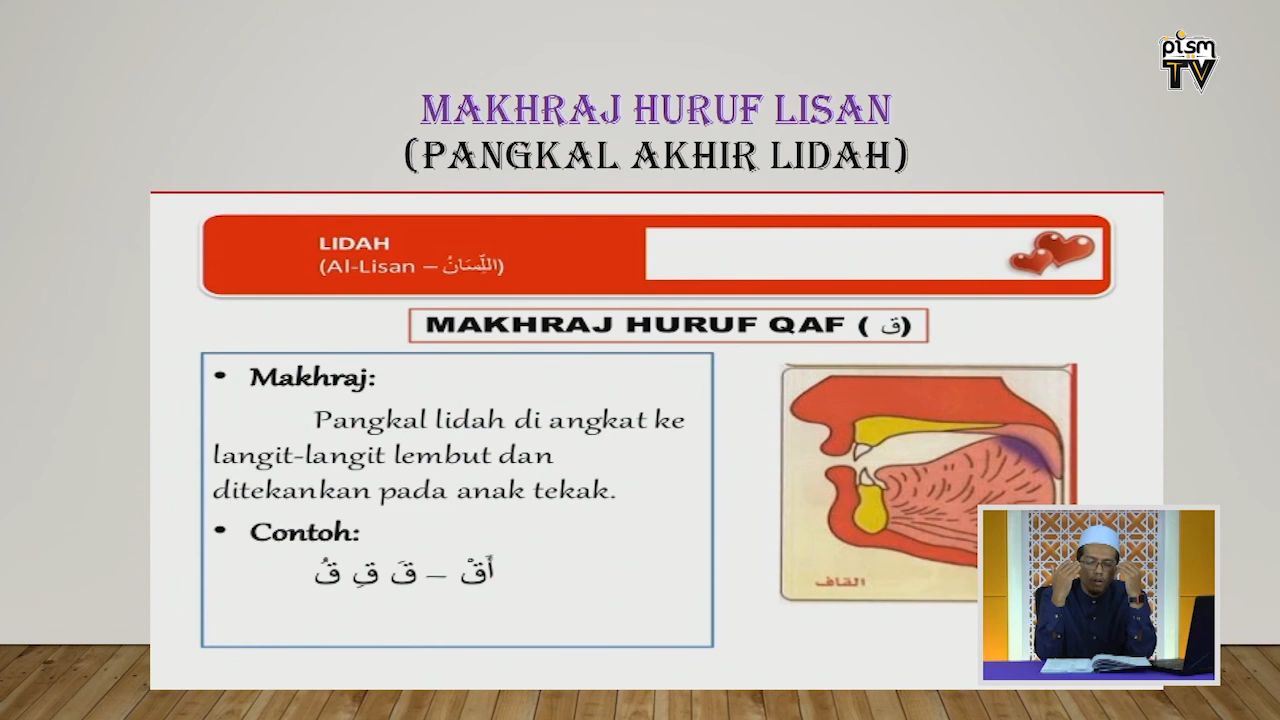 pism
TV
MAKHRAJ HURUF LISAN
(PANGKAL AKHIR LIDAH)
LIDAH
(Al-Lisan – اللِّسَانُ)
MAKHRAJ HURUF QAF ( ق)
• Makhraj:
Pangkal lidah di angkat ke
langit-langit lembut dan
ditekankan pada anak tekak.
• Contoh:
أَقْ – قَ قِ قُ
القاف